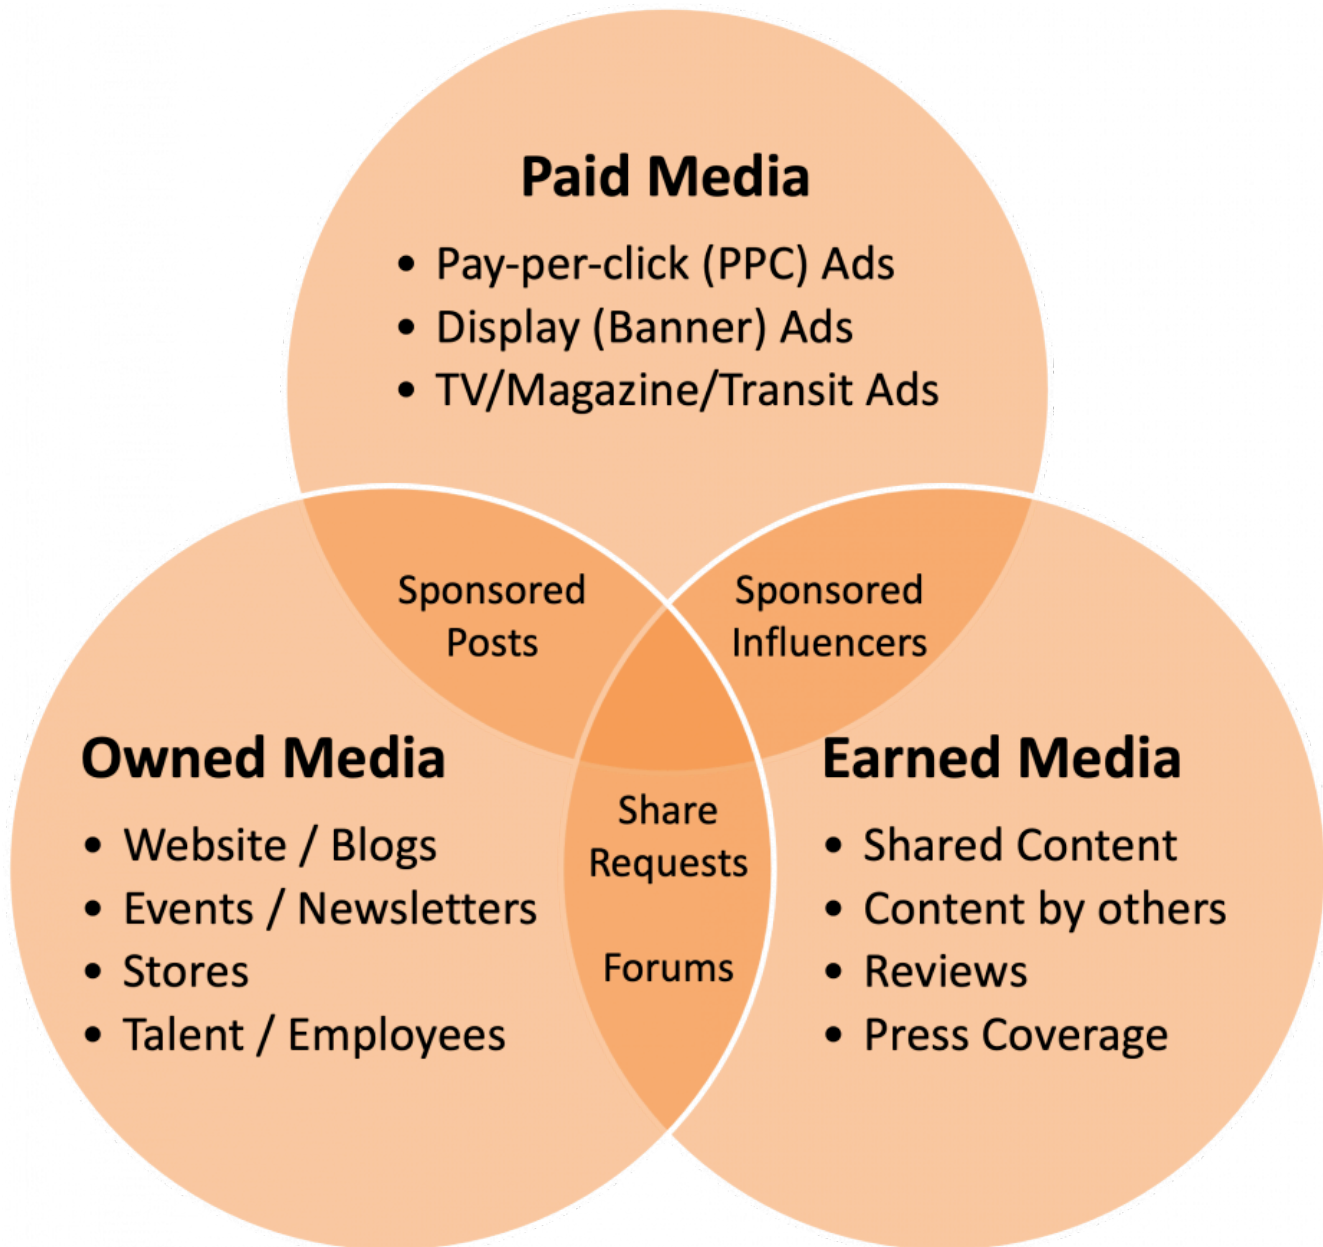 Paid Media
• Pay-per-click (PPC) Ads
• Display (Banner) Ads
• TV/Magazine/Transit Ads
Sponsored
Posts
Sponsored
Influencers
Owned Media
• Website / Blogs
• Events / Newsletters
• Stores
• Talent / Employees
Share
Requests
Forums
Earned Media
• Shared Content
• Content by others
• Reviews
• Press Coverage